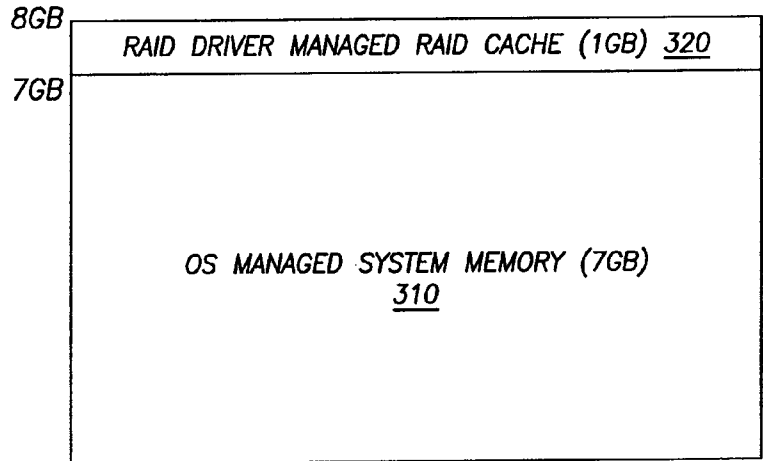 8GB
RAID DRIVER MANAGED RAID CACHE (1GB) 320
7GB
OS MANAGED SYSTEM MEMORY (7GB)
310